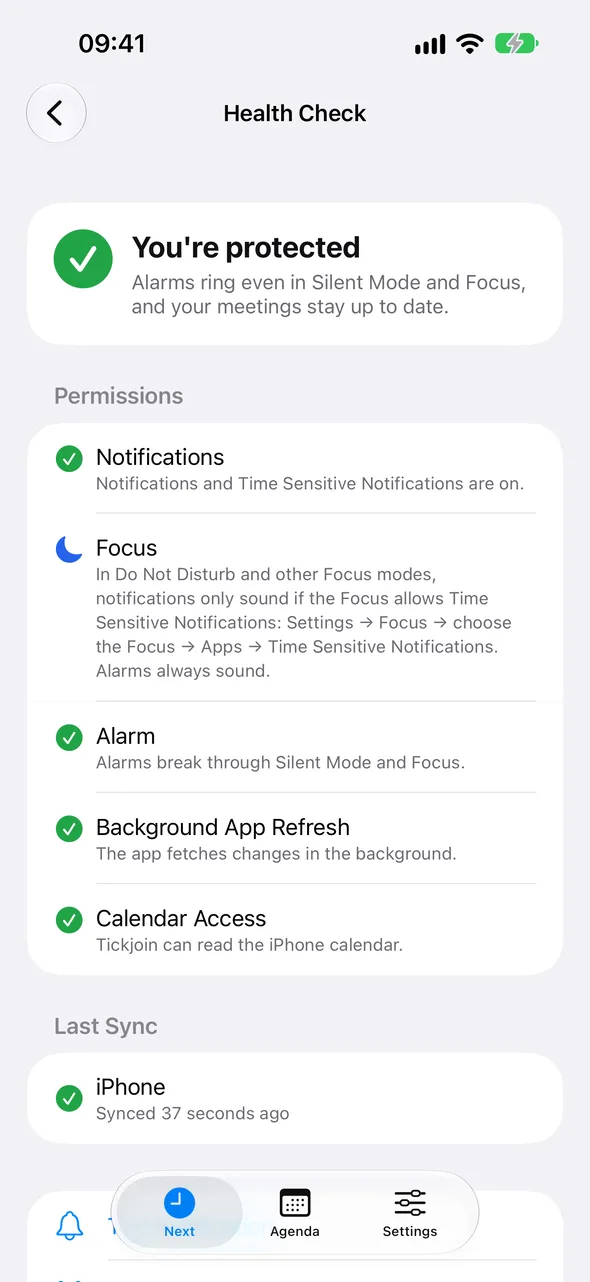 09:41
Health Check
You're protected
Alarms ring even in Silent Mode and Focus,
and your meetings stay up to date.
Permissions
Notifications
Notifications and Time Sensitive Notifications are on.
Focus
In Do Not Disturb and other Focus modes,
notifications only sound if the Focus allows Time
Sensitive Notifications: Settings → Focus → choose
the Focus → Apps → Time Sensitive Notifications.
Alarms always sound.
Alarm
Alarms break through Silent Mode and Focus.
Background App Refresh
The app fetches changes in the background.
Calendar Access
Tickjoin can read the iPhone calendar.
Last Sync
iPhone
Synced 37 seconds ago
Next
Agenda
Settings